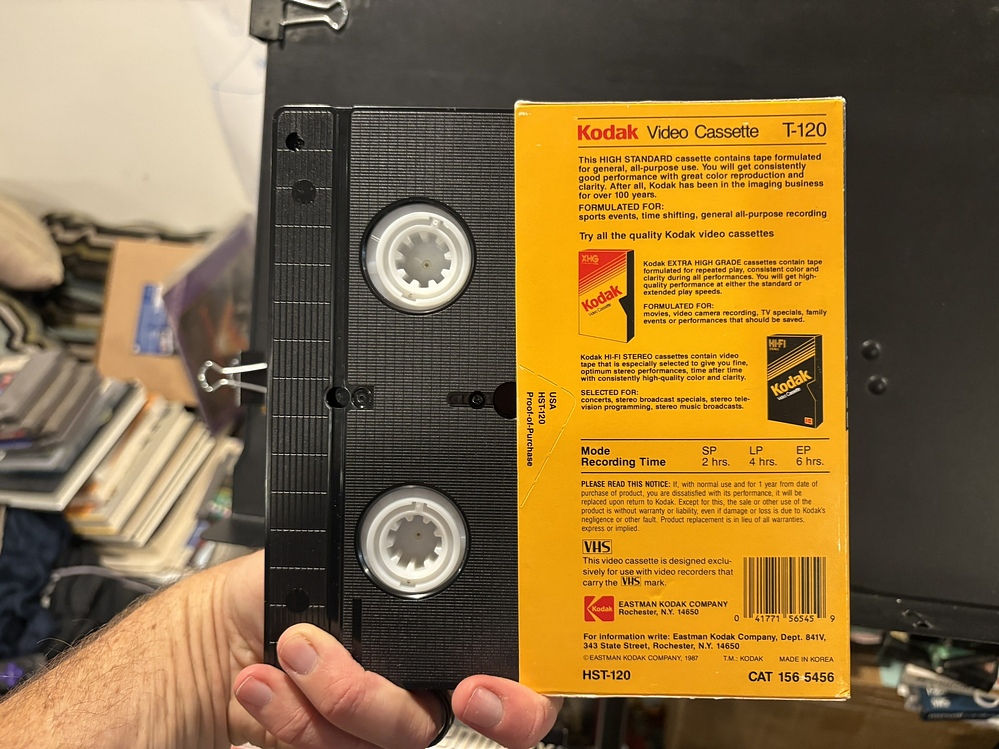 Kodak Video Cassette T-120
This HIGH STANDARD cassette contains tape formulated
for general, all-purpose use. You will get consistently
good performance with great color reproduction and
clarity. After all, Kodak has been in the imaging business
for over 100 years.
FORMULATED FOR:
sports events, time shifting, general all-purpose recording
Try all the quality Kodak video cassettes
XHG
Kodak
Video Cassette
Kodak EXTRA HIGH GRADE cassettes contain tape
formulated for repeated play, consistent color and
clarity during all performances. You will get high-
quality performance at either the standard or
extended play speeds.
FORMULATED FOR:
movies, video camera recording, TV specials, family
events or performances that should be saved.
Kodak HI-FI STEREO cassettes contain video
tape that is especially selected to give you fine,
optimum stereo performances, time after time
with consistently high-quality color and clarity.
SELECTED FOR:
concerts, stereo broadcast specials, stereo tele-
vision programming, stereo music broadcasts.
HI-FI
STEREO
Kodak
Video Cassette
USA
HST-120
Proof-of-Purchase
Mode SP LP EP
Recording Time 2 hrs. 4 hrs. 6 hrs.
PLEASE READ THIS NOTICE: If, with normal use and for 1 year from date of
purchase of product, you are dissatisfied with its performance, it will be
replaced upon return to Kodak. Except for this, the sale or other use of the
product is without warranty or liability, even if damage or loss is due to Kodak's
negligence or other fault. Product replacement is in lieu of all warranties,
express or implied.
VHS
This video cassette is designed exclu-
sively for use with video recorders that
carry the VHS mark.
Kodak
EASTMAN KODAK COMPANY
Rochester, N.Y. 14650
0 41771 56545 9
For information write: Eastman Kodak Company, Dept. 841V,
343 State Street, Rochester, N.Y. 14650
©EASTMAN KODAK COMPANY, 1987 T.M.: KODAK MADE IN KOREA
HST-120 CAT 156 5456